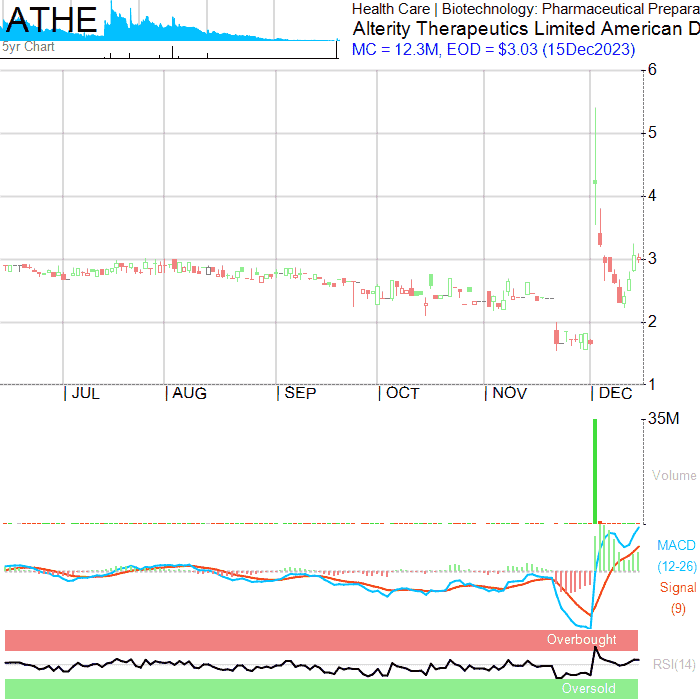 ATHE
5yr Chart
Health Care | Biotechnology: Pharmaceutical Prepara
Alterity Therapeutics Limited American D
MC = 12.3M, EOD = $3.03 (15Dec2023)
6
5
4
3
2
1
JUL AUG SEP OCT NOV DEC
35M
Volume
MACD
(12-26)
Signal
(9)
Overbought
RSI(14)
Oversold